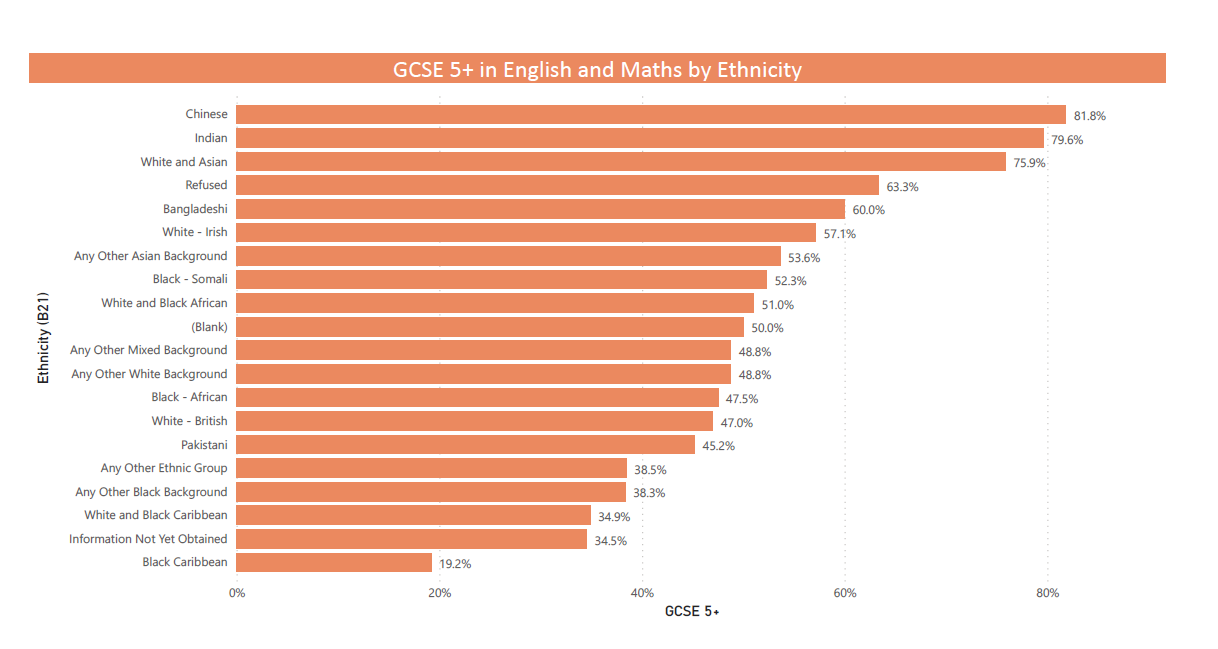 GCSE 5+ in English and Maths by Ethnicity
Chinese 81.8%
Indian 79.6%
White and Asian 75.9%
Refused 63.3%
Bangladeshi 60.0%
White - Irish 57.1%
Any Other Asian Background 53.6%
Black - Somali 52.3%
White and Black African 51.0%
(Blank) 50.0%
Any Other Mixed Background 48.8%
Any Other White Background 48.8%
Black - African 47.5%
White - British 47.0%
Pakistani 45.2%
Any Other Ethnic Group 38.5%
Any Other Black Background 38.3%
White and Black Caribbean 34.9%
Information Not Yet Obtained 34.5%
Black Caribbean 19.2%
Ethnicity (B21)
0% 20% 40% 60% 80%
GCSE 5+